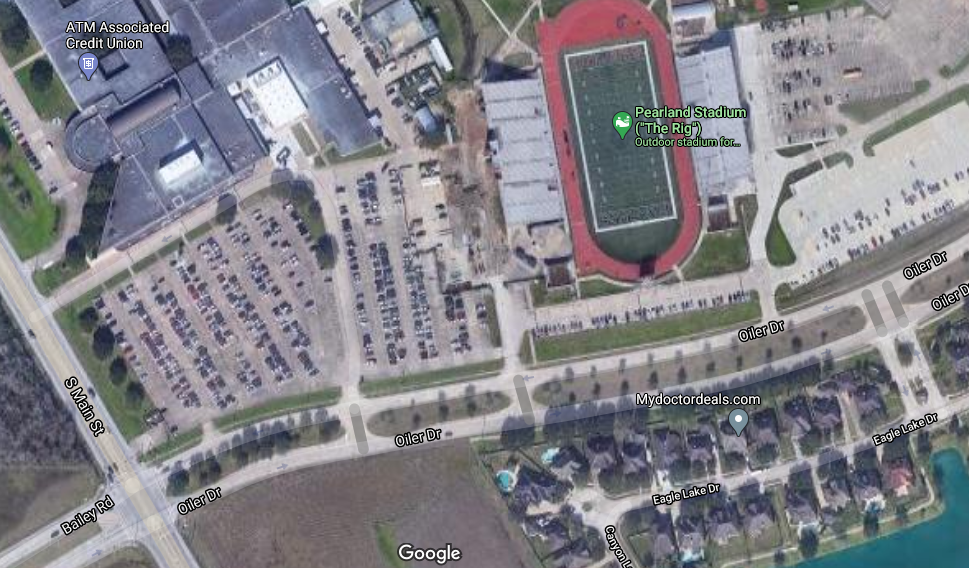 ATM Associated
Credit Union
Pearland Stadium
("The Rig")
Outdoor stadium for...
Oiler Dr
Oiler D
Oiler Dr
Mydoctordeals.com
S Main St
Oiler Dr
Eagle Lake Dr
Eagle Lake Dr
Oiler Dr
Bailey Rd
Canyon L
Google